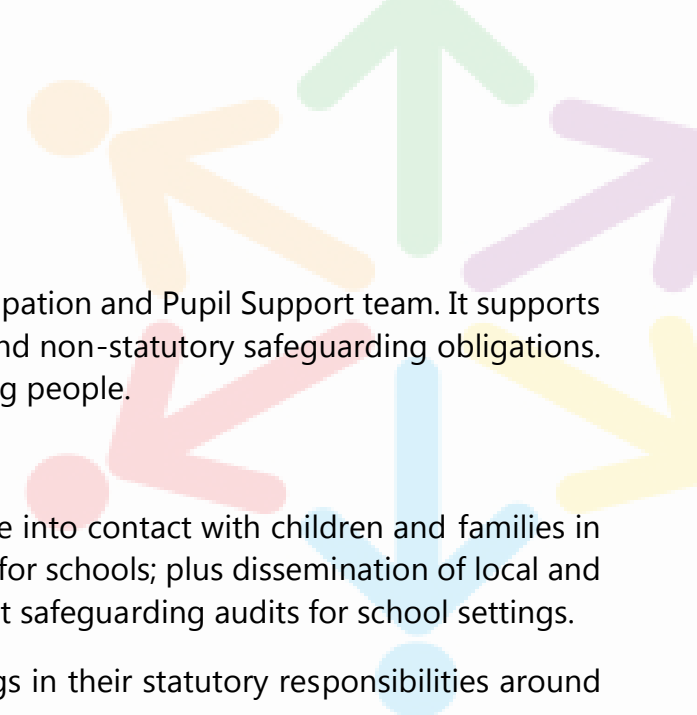 pation and Pupil Support team. It supports
nd non-statutory safeguarding obligations.
g people.
e into contact with children and families in
for schools; plus dissemination of local and
t safeguarding audits for school settings.
gs in their statutory responsibilities around